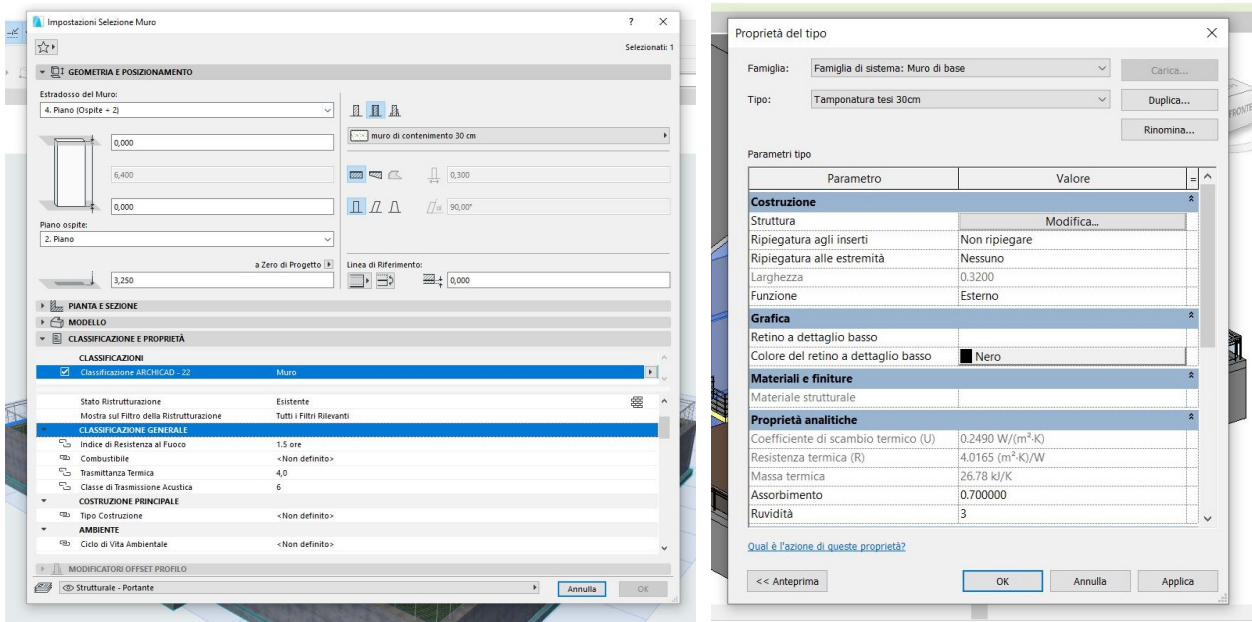 Impostazioni Selezione Muro
Selezionati: 1
GEOMETRIA E POSIZIONAMENTO
Estradosso del Muro:
4. Piano (Ospite + 2)
0,000
6,400
0,000
Piano ospite:
2. Piano
a Zero di Progetto
3,250
muro di contenimento 30 cm
0,300
90,00°
Linea di Riferimento:
0,000
PIANTA E SEZIONE
MODELLO
CLASSIFICAZIONE E PROPRIETÀ
CLASSIFICAZIONI
Classificazione ARCHICAD - 22 Muro
Stato Ristrutturazione Esistente
Mostra sul Filtro della Ristrutturazione Tutti i Filtri Rilevanti
CLASSIFICAZIONE GENERALE
Indice di Resistenza al Fuoco 1.5 ore
Combustibile <Non definito>
Trasmittanza Termica 4,0
Classe di Trasmissione Acustica 6
COSTRUZIONE PRINCIPALE
Tipo Costruzione <Non definito>
AMBIENTE
Ciclo di Vita Ambientale <Non definito>
MODIFICATORI OFFSET PROFILO
Strutturale - Portante
Annulla OK
Proprietà del tipo
Famiglia: Famiglia di sistema: Muro di base Carica...
Tipo: Tamponatura tesi 30cm Duplica...
Rinomina...
Parametri tipo
Parametro Valore =
Costruzione
Struttura Modifica...
Ripiegatura agli inserti Non ripiegare
Ripiegatura alle estremità Nessuno
Larghezza 0.3200
Funzione Esterno
Grafica
Retino a dettaglio basso
Colore del retino a dettaglio basso Nero
Materiali e finiture
Materiale strutturale
Proprietà analitiche
Coefficiente di scambio termico (U) 0.2490 W/(m²·K)
Resistenza termica (R) 4.0165 (m²·K)/W
Massa termica 26.78 kJ/K
Assorbimento 0.700000
Ruvidità 3
Qual è l'azione di queste proprietà?
<< Anteprima OK Annulla Applica